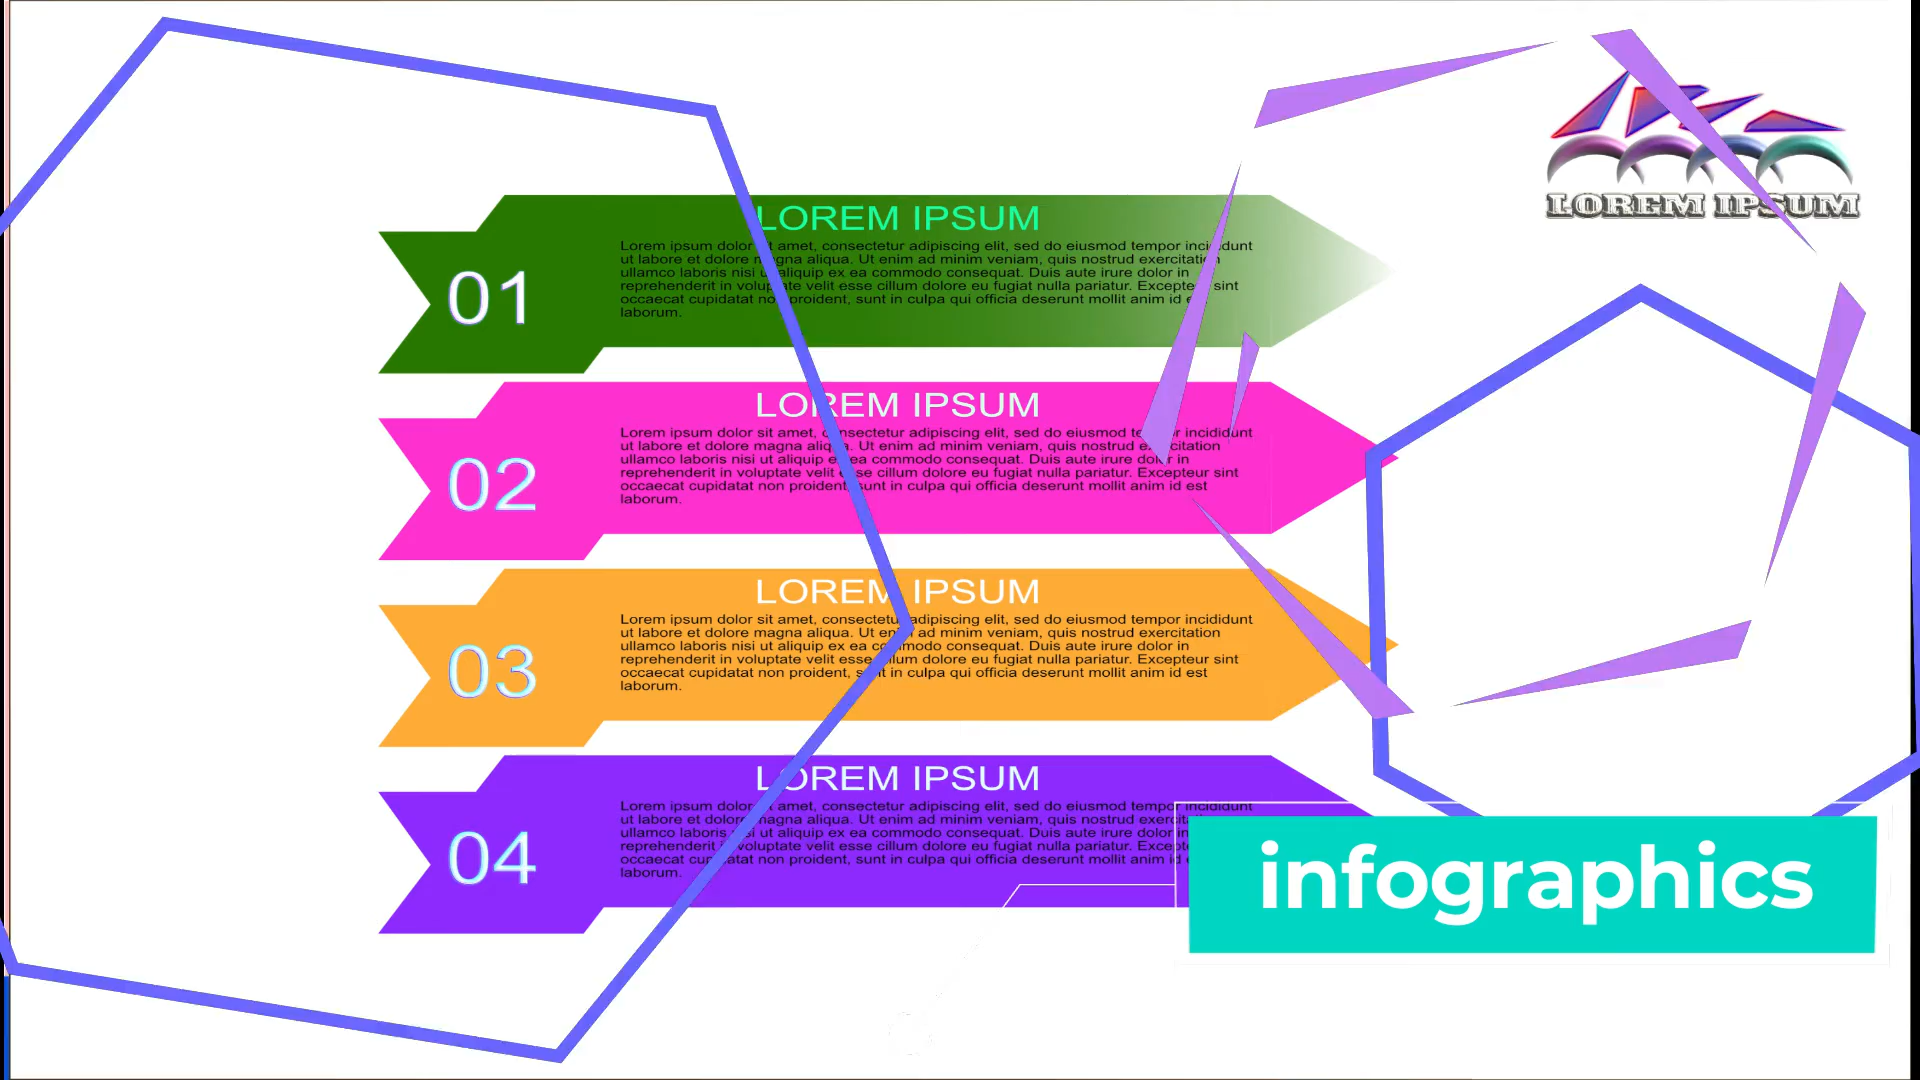 LOREM IPSUM
LOREM IPSUM
Lorem ipsum dolor sit amet, consectetur adipiscing elit, sed do eiusmod tempor incididunt
ut labore et dolore magna aliqua. Ut enim ad minim veniam, quis nostrud exercitation
ullamco laboris nisi ut aliquip ex ea commodo consequat. Duis aute irure dolor in
reprehenderit in voluptate velit esse cillum dolore eu fugiat nulla pariatur. Excepteur sint
occaecat cupidatat non proident, sunt in culpa qui officia deserunt mollit anim id est
laborum.
01
LOREM IPSUM
Lorem ipsum dolor sit amet, consectetur adipiscing elit, sed do eiusmod tempor incididunt
ut labore et dolore magna aliqua. Ut enim ad minim veniam, quis nostrud exercitation
ullamco laboris nisi ut aliquip ex ea commodo consequat. Duis aute irure dolor in
reprehenderit in voluptate velit esse cillum dolore eu fugiat nulla pariatur. Excepteur sint
occaecat cupidatat non proident, sunt in culpa qui officia deserunt mollit anim id est
laborum.
02
LOREM IPSUM
Lorem ipsum dolor sit amet, consectetur adipiscing elit, sed do eiusmod tempor incididunt
ut labore et dolore magna aliqua. Ut enim ad minim veniam, quis nostrud exercitation
ullamco laboris nisi ut aliquip ex ea commodo consequat. Duis aute irure dolor in
reprehenderit in voluptate velit esse cillum dolore eu fugiat nulla pariatur. Excepteur sint
occaecat cupidatat non proident, sunt in culpa qui officia deserunt mollit anim id est
laborum.
03
LOREM IPSUM
Lorem ipsum dolor sit amet, consectetur adipiscing elit, sed do eiusmod tempor incididunt
ut labore et dolore magna aliqua. Ut enim ad minim veniam, quis nostrud
ullamco laboris nisi ut aliquip ex ea commodo consequat. Duis aute irure dolor in
reprehenderit in voluptate velit esse cillum dolore eu fugiat nulla pariatur.
occaecat cupidatat non proident, sunt in culpa qui officia deserunt mollit anim id
laborum.
04
infographics